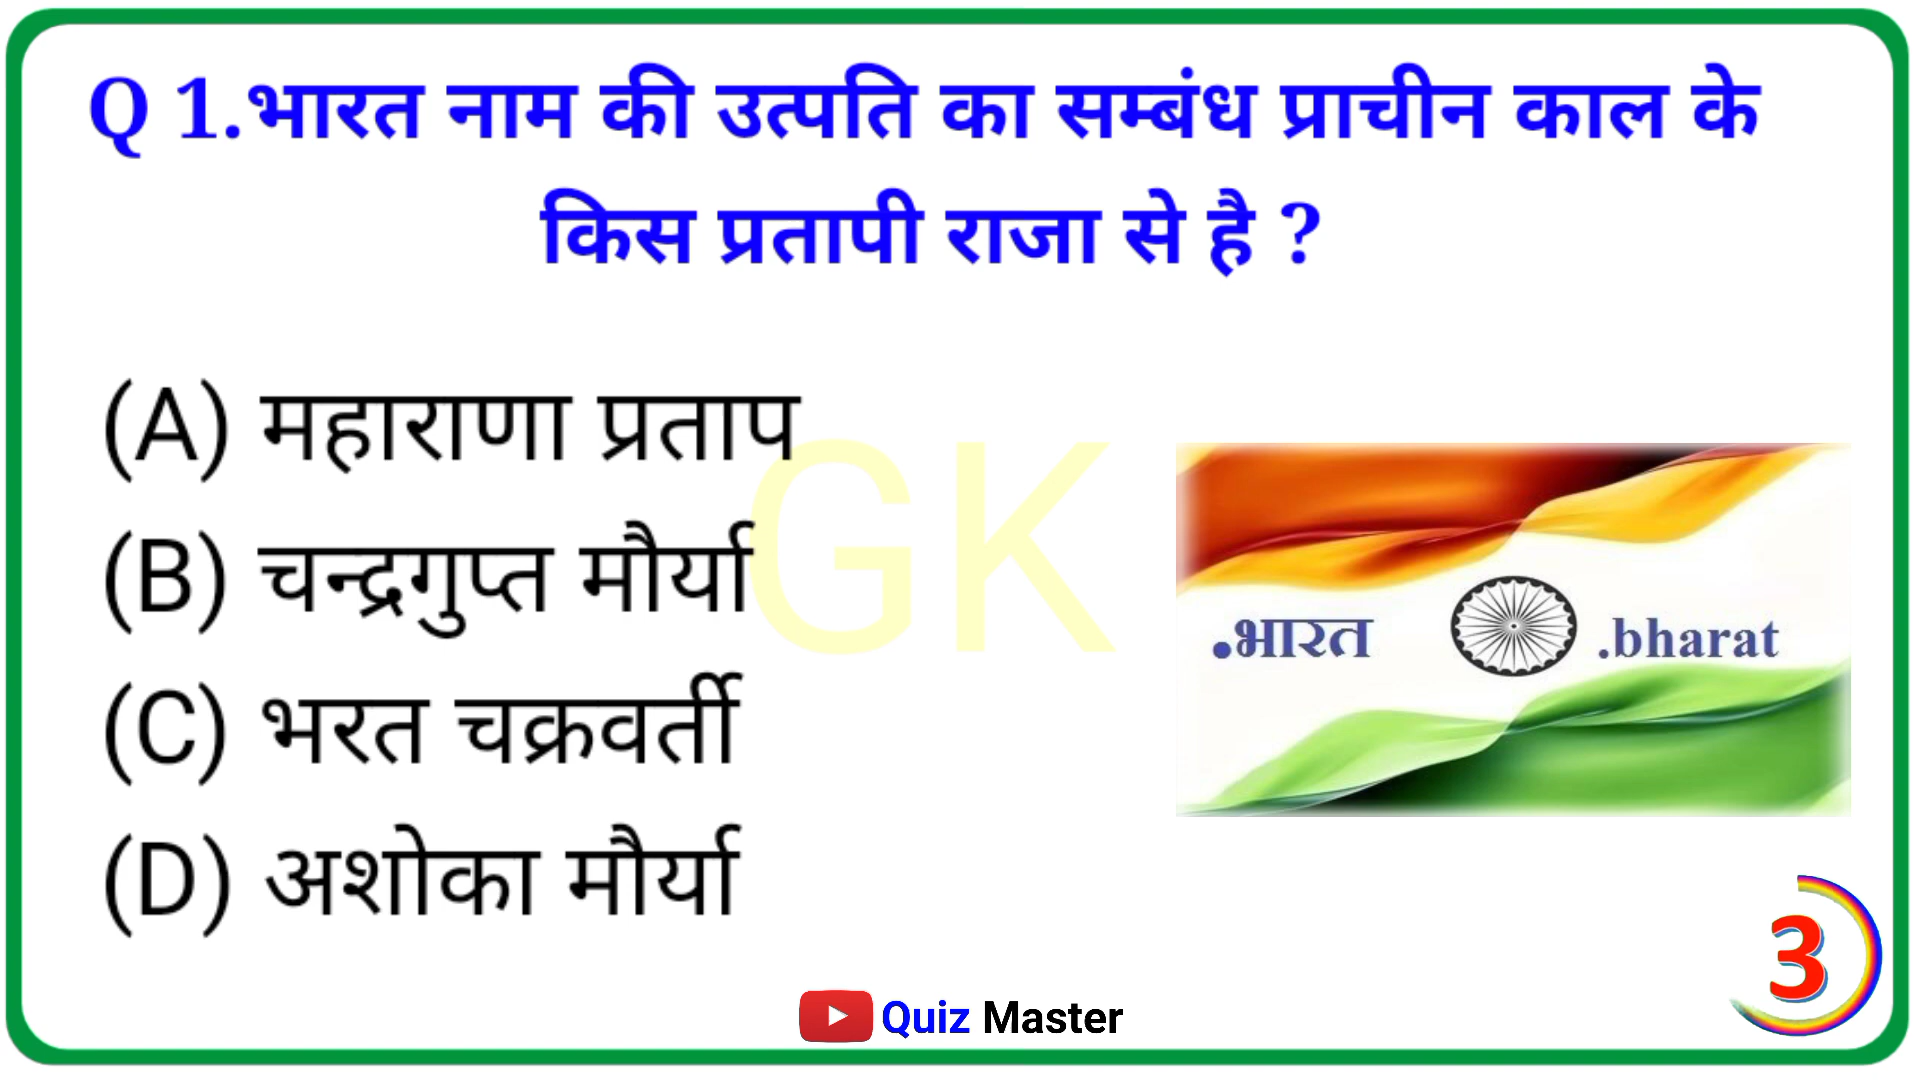 Q 1.भारत नाम की उत्पति का सम्बंध प्राचीन काल के
किस प्रतापी राजा से है ?
(A) महाराणा प्रताप
(B) चन्द्रगुप्त मौर्या
(C) भरत चक्रवर्ती
(D) अशोका मौर्या
GK
.भारत .bharat
3
Quiz Master